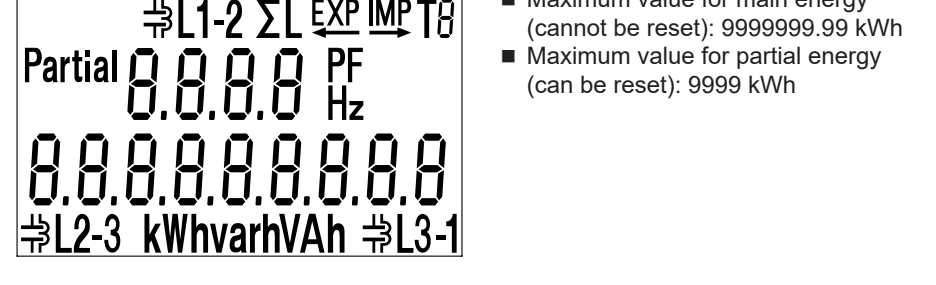 L1-2 ΣL EXP IMP T8
Partial 8.8.8.8 PF
Hz
8.8.8.8.8.8.8.8.8
L2-3 kWhvarhVAh L3-1
■ Maximum value for main energy
(cannot be reset): 9999999.99 kWh
■ Maximum value for partial energy
(can be reset): 9999 kWh